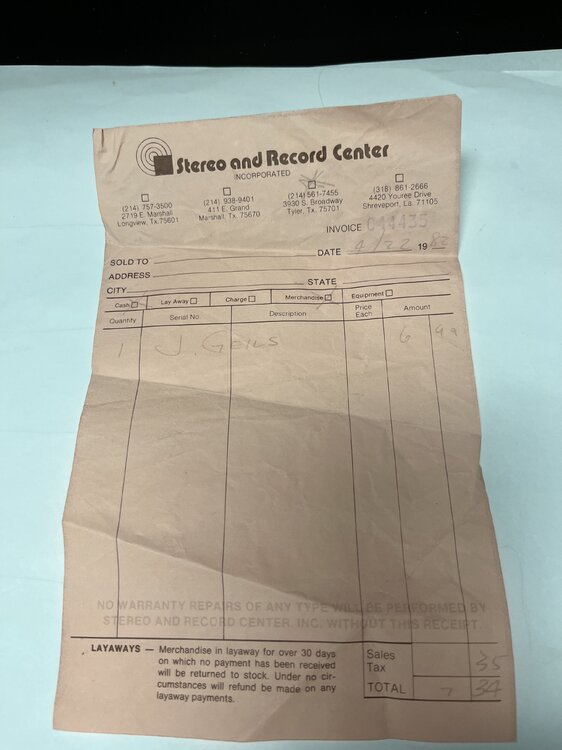 Stereo and Record Center
INCORPORATED
(214) 757-3500
2719 E. Marshall
Longview, Tx. 75601
(214) 938-9401
411 E. Grand
Marshall, Tx. 75670
(214) 561-7455
3930 S. Broadway
Tyler, Tx. 75701
(318) 861-2666
4420 Youree Drive
Shreveport, La. 71105
INVOICE 044435
SOLD TO DATE 4/22 1982
ADDRESS
CITY STATE
Cash Lay Away Charge Merchandise Equipment
Quantity Serial No. Description Price Each Amount
1 J. GEILS 6 99
NO WARRANTY REPAIRS OF ANY TYPE WILL BE PERFORMED BY
STEREO AND RECORD CENTER, INC. WITHOUT THIS RECEIPT.
LAYAWAYS — Merchandise in layaway for over 30 days
on which no payment has been received
will be returned to stock. Under no cir-
cumstances will refund be made on any
layaway payments.
Sales
Tax 35
TOTAL 7 34